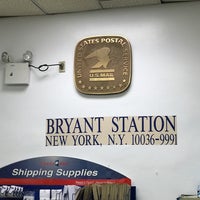 UNITED STATES POSTAL SERVICE
U.S. MAIL
BRYANT STATION
NEW YORK, N.Y. 10036-9991
Shipping Supplies